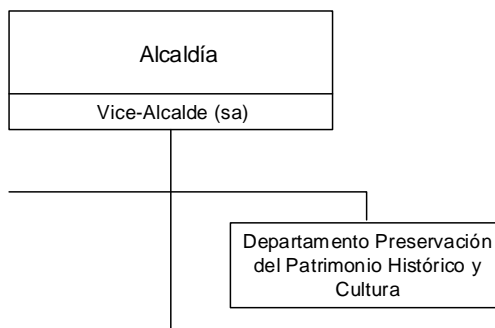 Alcaldía
Vice-Alcalde (sa)
Departamento Preservación
del Patrimonio Histórico y
Cultura